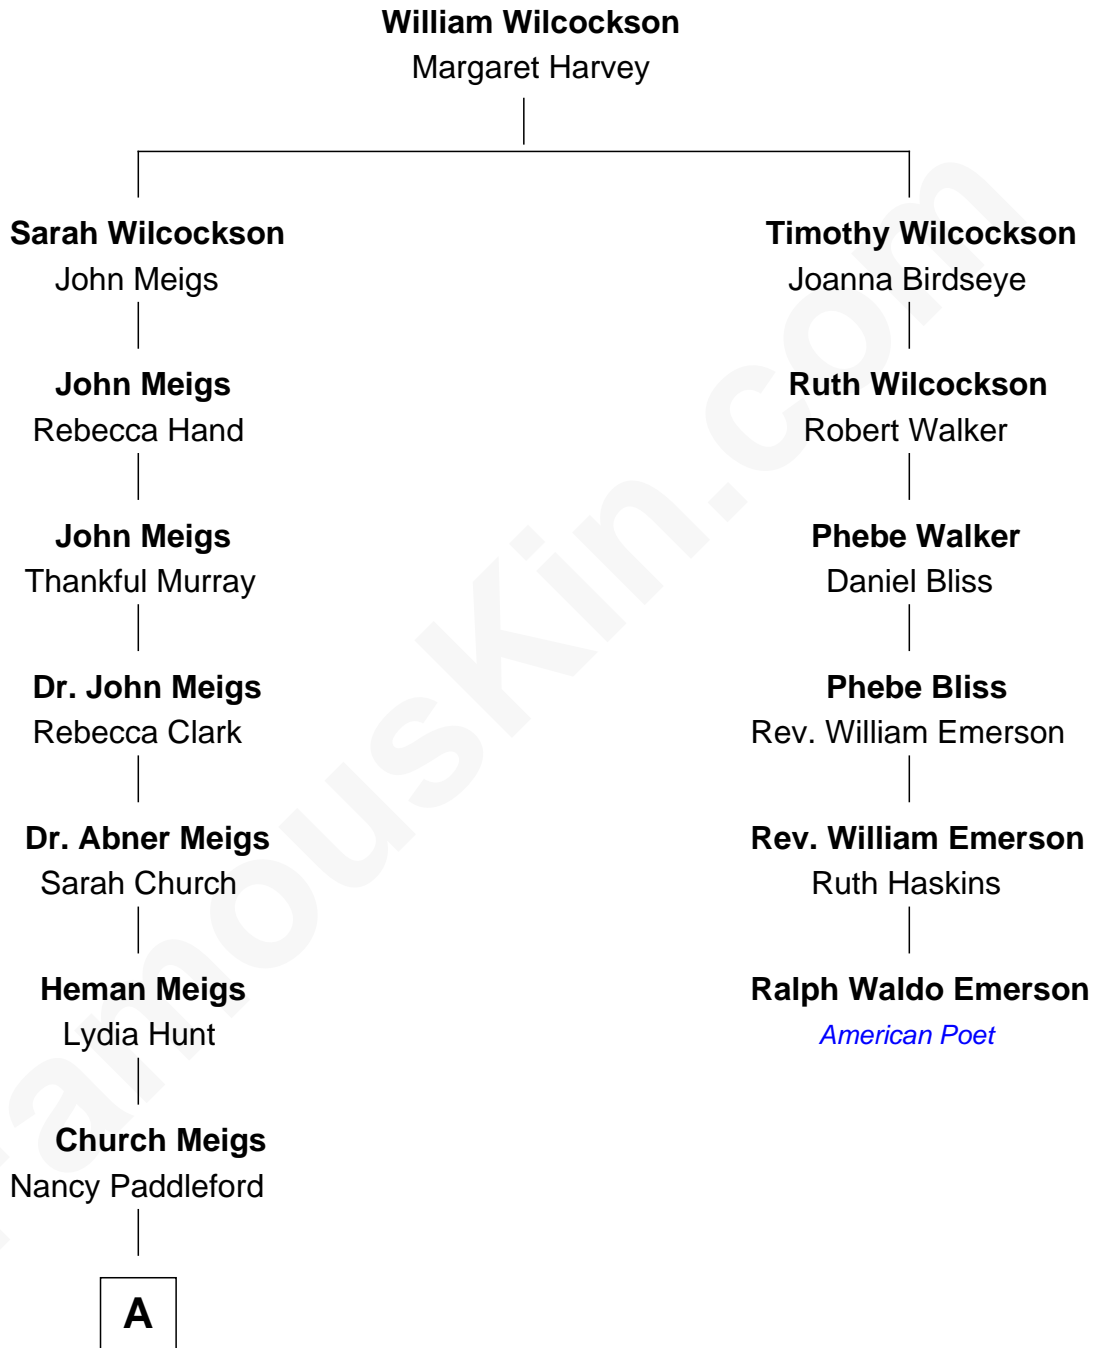 William Wilcockson
Margaret Harvey
Sarah Wilcockson
John Meigs
Timothy Wilcockson
Joanna Birdseye
John Meigs
Rebecca Hand
Ruth Wilcockson
Robert Walker
John Meigs
Thankful Murray
Phebe Walker
Daniel Bliss
Dr. John Meigs
Rebecca Clark
Phebe Bliss
Rev. William Emerson
Dr. Abner Meigs
Sarah Church
Rev. William Emerson
Ruth Haskins
Heman Meigs
Lydia Hunt
Ralph Waldo Emerson
American Poet
Church Meigs
Nancy Paddleford
A
FamousKin.com